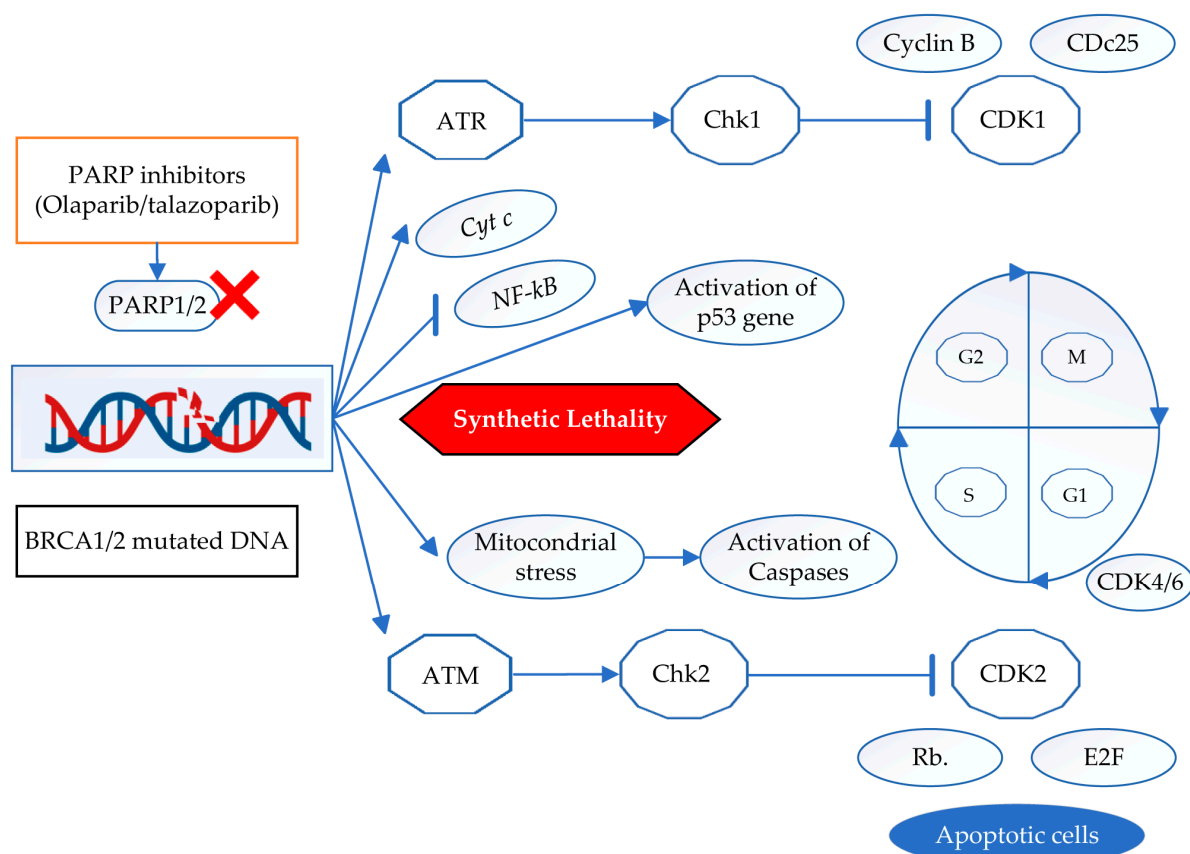 Cyclin B
CDc25
ATR
Chk1
CDK1
PARP inhibitors
(Olaparib/talazoparib)
Cyt c
NF-kB
PARP1/2
Activation of
p53 gene
G2
M
Synthetic Lethality
S
G1
BRCA1/2 mutated DNA
Mitocondrial
stress
Activation of
Caspases
CDK4/6
ATM
Chk2
CDK2
Rb.
E2F
Apoptotic cells